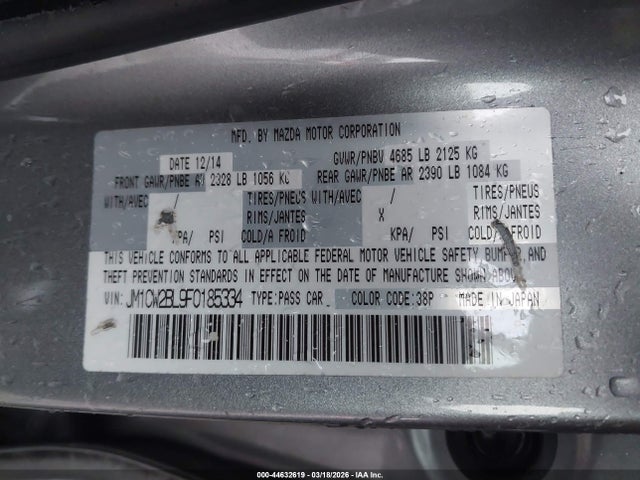 MFD. BY MAZDA MOTOR CORPORATION
DATE 12/14 GVWR/PNBV 4685 LB 2125 KG
FRONT GAWR/PNBE AV 2328 LB 1056 KG REAR GAWR/PNBE AR 2390 LB 1084 KG
WITH/AVEC / TIRES/PNEUS WITH/AVEC / TIRES/PNEUS
RIMS/JANTES X RIMS/JANTES
KPA/ PSI COLD/A FROID KPA/ PSI COLD/A FROID
THIS VEHICLE CONFORMS TO ALL APPLICABLE FEDERAL MOTOR VEHICLE SAFETY BUMPER, AND
THEFT PREVENTION STANDARDS IN EFFECT ON THE DATE OF MANUFACTURE SHOWN ABOVE
VIN: JM1CW2BL9F0185334 TYPE:PASS CAR COLOR CODE:38P MADE IN JAPAN
000-44632619 - 03/18/2026 - IAA Inc.